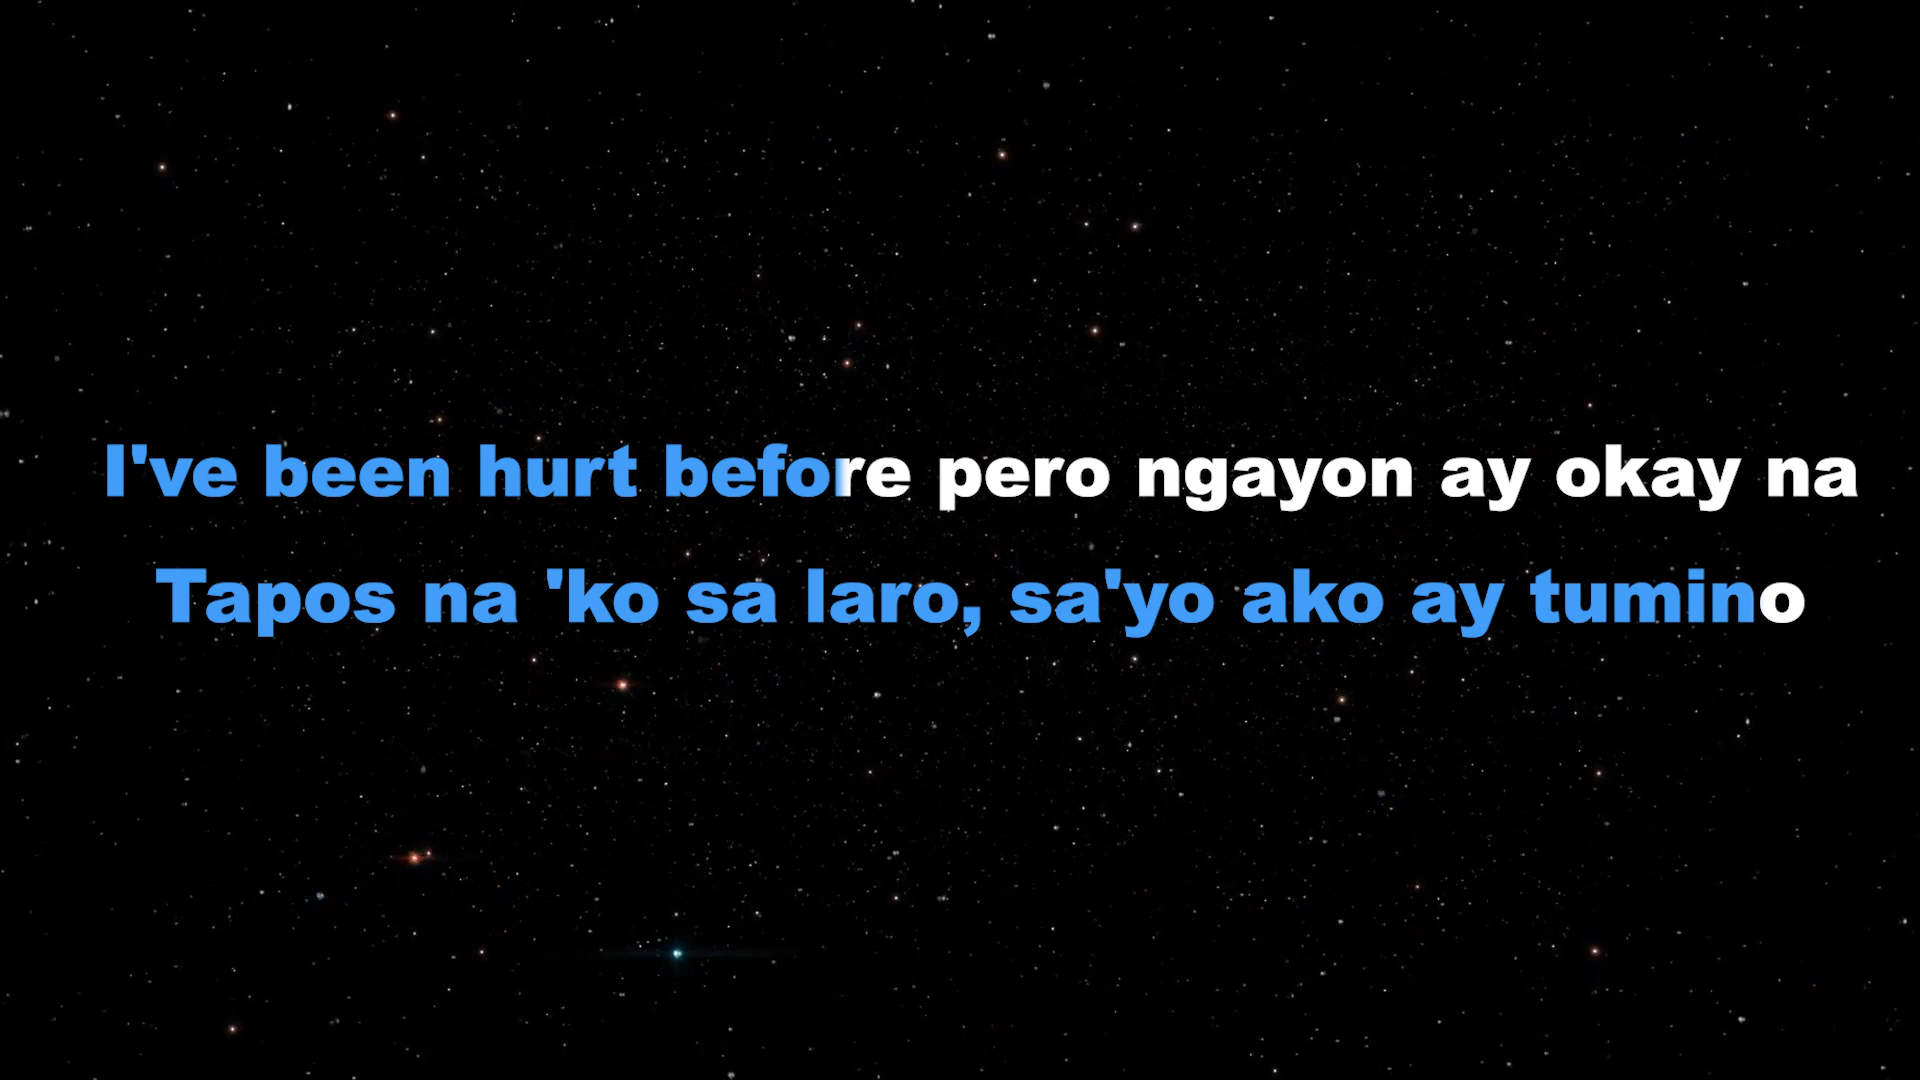 I've been hurt before pero ngayon ay okay na
Tapos na 'ko sa laro, sa'yo ako ay tumino